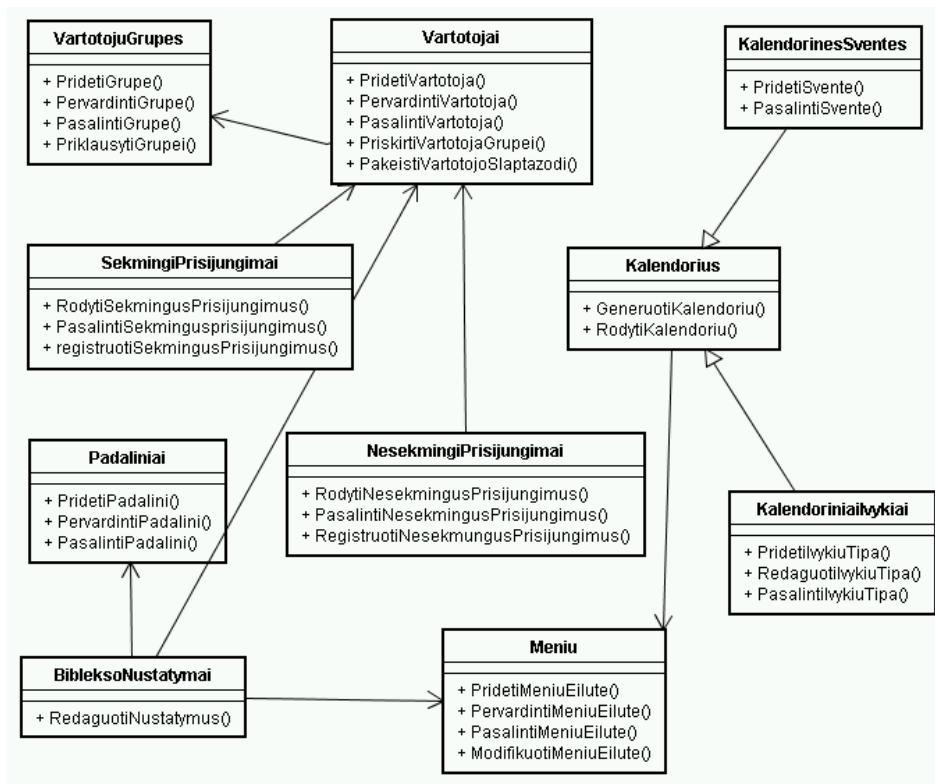 VartotojuGrupes
+ PridetiGrupe()
+ PervardintiGrupe()
+ PasalintiGrupe()
+ PriklausytiGrupei()
Vartotojai
+ PridetiVartotoja()
+ PervardintiVartotoja()
+ PasalintiVartotoja()
+ PriskirtiVartotojaGrupei()
+ PakeistiVartotojoSlaptazodi()
KalendorinesSventes
+ PridetiSvente()
+ PasalintiSvente()
SekmingiPrisijungimai
+ RodytiSekmingusPrisijungimus()
+ PasalintiSekmingusprisijungimus()
+ registruotiSekmingusPrisijungimus()
Kalendorius
+ GeneruotiKalendoriu()
+ RodytiKalendoriu()
Padaliniai
+ PridetiPadalini()
+ PervardintiPadalini()
+ PasalintiPadalini()
NesekmingiPrisijungimai
+ RodytiNesekmingusPrisijungimus()
+ PasalintiNesekmingusPrisijungimus()
+ RegistruotiNesekmungusPrisijungimus()
KalendoriniaiIvykiai
+ PridetiIvykiuTipa()
+ RedaguotiIvykiuTipa()
+ PasalintiIvykiuTipa()
BibleksoNustatymai
+ RedaguotiNustatymus()
Meniu
+ PridetiMeniuEilute()
+ PervardintiMeniuEilute()
+ PasalintiMeniuEilute()
+ ModifikuotiMeniuEilute()